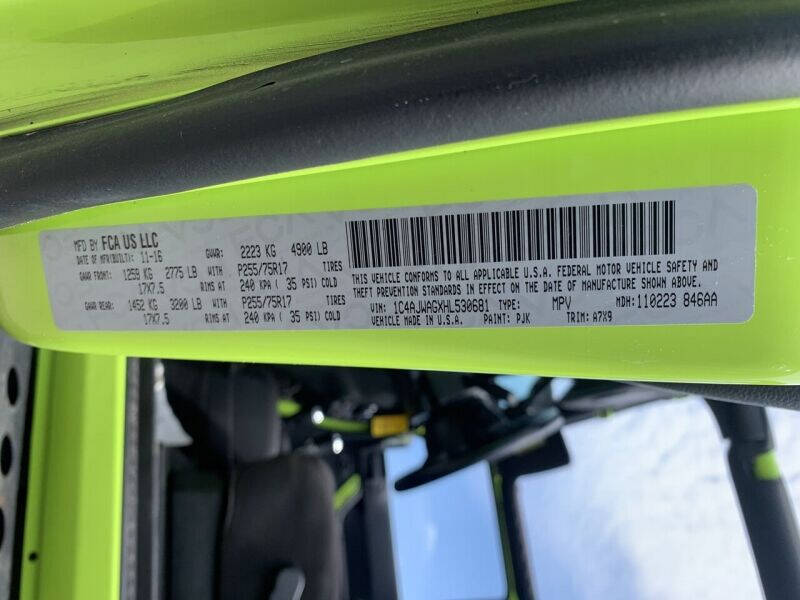 MFD BY FCA US LLC
DATE OF MFR(BUILT): 11-16 GVWR: 2223 KG 4900 LB
GAWR FRONT: 1259 KG 2775 LB WITH P255/75R17 TIRES
17X7.5 RIMS AT 240 KPA ( 35 PSI) COLD
GAWR REAR: 1452 KG 3200 LB WITH P255/75R17 TIRES
17X7.5 RIMS AT 240 KPA ( 35 PSI) COLD
THIS VEHICLE CONFORMS TO ALL APPLICABLE U.S.A. FEDERAL MOTOR VEHICLE SAFETY AND
THEFT PREVENTION STANDARDS IN EFFECT ON THE DATE OF MANUFACTURE SHOWN ABOVE.
VIN: 1C4AJWAGXHL530681 TYPE: MPV MDH: 110223 846AA
VEHICLE MADE IN U.S.A. PAINT: PJK TRIM: A7X9